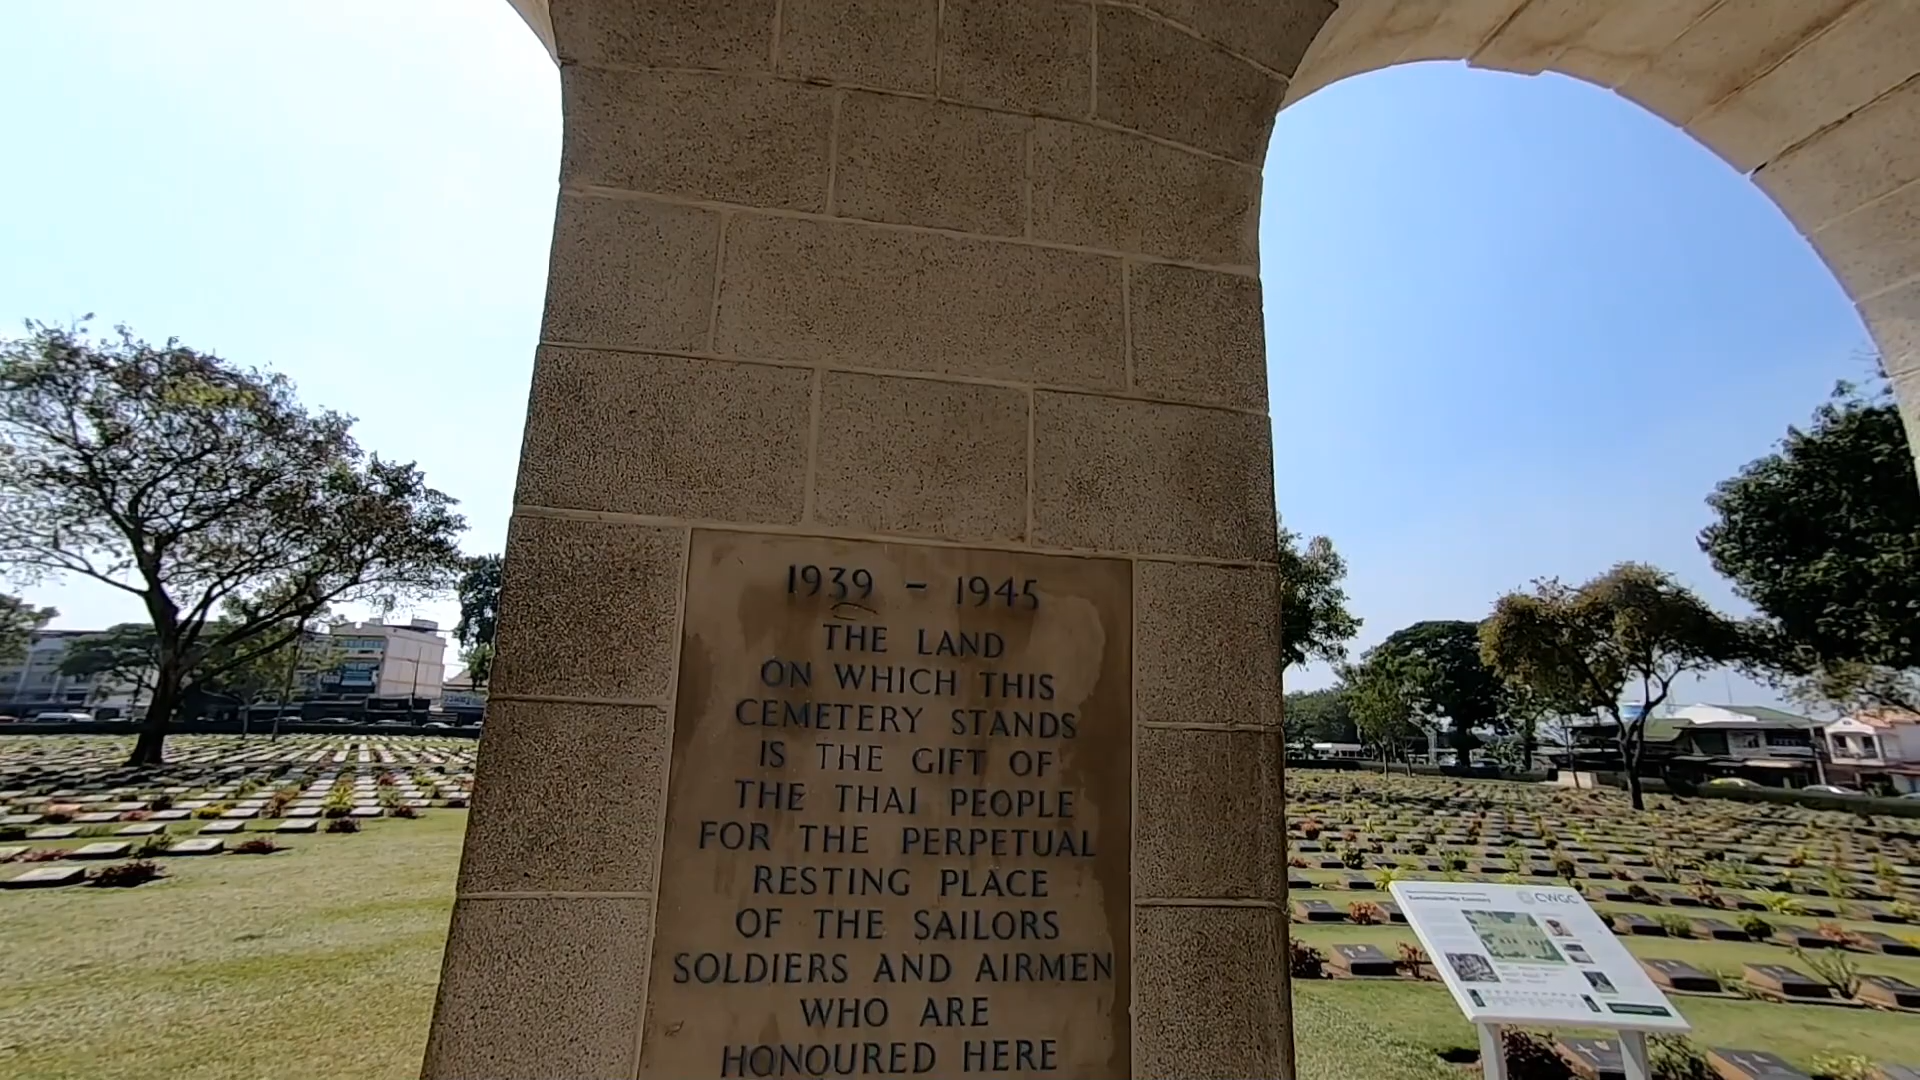 1939 – 1945
THE LAND
ON WHICH THIS
CEMETERY STANDS
IS THE GIFT OF
THE THAI PEOPLE
FOR THE PERPETUAL
RESTING PLACE
OF THE SAILORS
SOLDIERS AND AIRMEN
WHO ARE
HONOURED HERE
CWGC